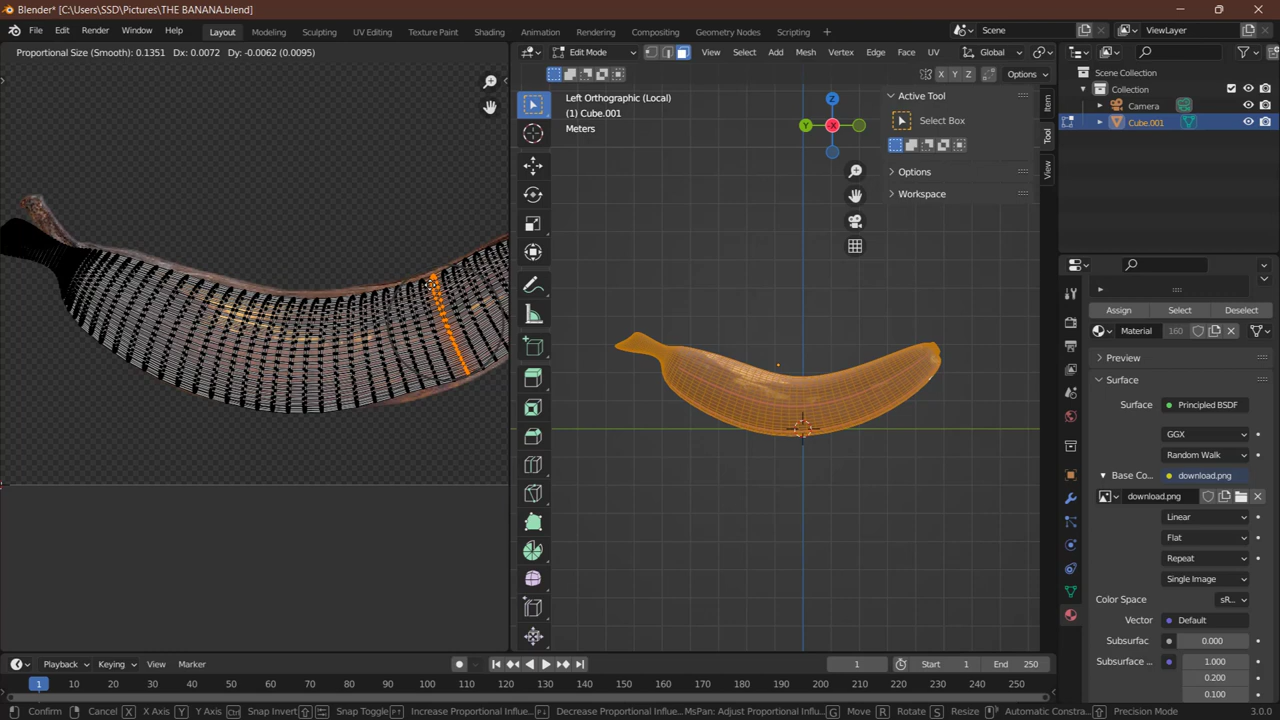 Blender* [C:\Users\SSD\Pictures\THE BANANA.blend]
File Edit Render Window Help Layout Modeling Sculpting UV Editing Texture Paint Shading Animation Rendering Compositing Geometry Nodes Scripting + Scene ViewLayer
Proportional Size (Smooth): 0.1351 Dx: 0.0072 Dy: -0.0062 (0.0095)
Edit Mode View Select Add Mesh Vertex Edge Face UV Global
X Y Z Options
Left Orthographic (Local)
(1) Cube.001
Meters
Z
Y
-X
Active Tool
Select Box
Options
Workspace
Item
Tool
View
Scene Collection
Collection
Camera
Cube.001
Assign Select Deselect
Material 160
Preview
Surface
Surface: Principled BSDF
GGX
Random Walk
Base Co... download.png
download.png
Linear
Flat
Repeat
Single Image
Color Space sR...
Vector Default
Subsurfac 0.000
Subsurface ... 1.000
0.200
0.100
Playback Keying View Marker 1 Start 1 End 250
1 10 20 30 40 50 60 70 80 90 100 110 120 130 140 150 160 170 180 190 200 210 220 230 240 250
Confirm Cancel X X Axis Y Y Axis Ctrl Snap Invert Snap Toggle Increase Proportional Influe... Decrease Proportional Influe... MsPan: Adjust Proportional Influ... G Move R Rotate S Resize Automatic Constra... Precision Mode 3.0.0